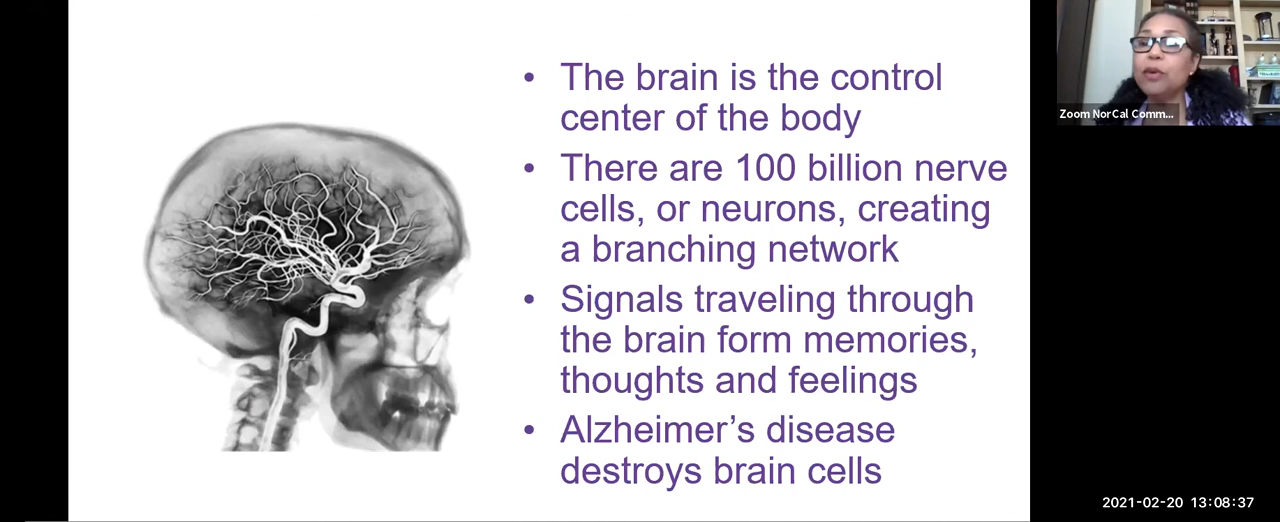 • The brain is the control
center of the body
• There are 100 billion nerve
cells, or neurons, creating
a branching network
• Signals traveling through
the brain form memories,
thoughts and feelings
• Alzheimer’s disease
destroys brain cells
Zoom NorCal Comm...
2021-02-20 13:08:37